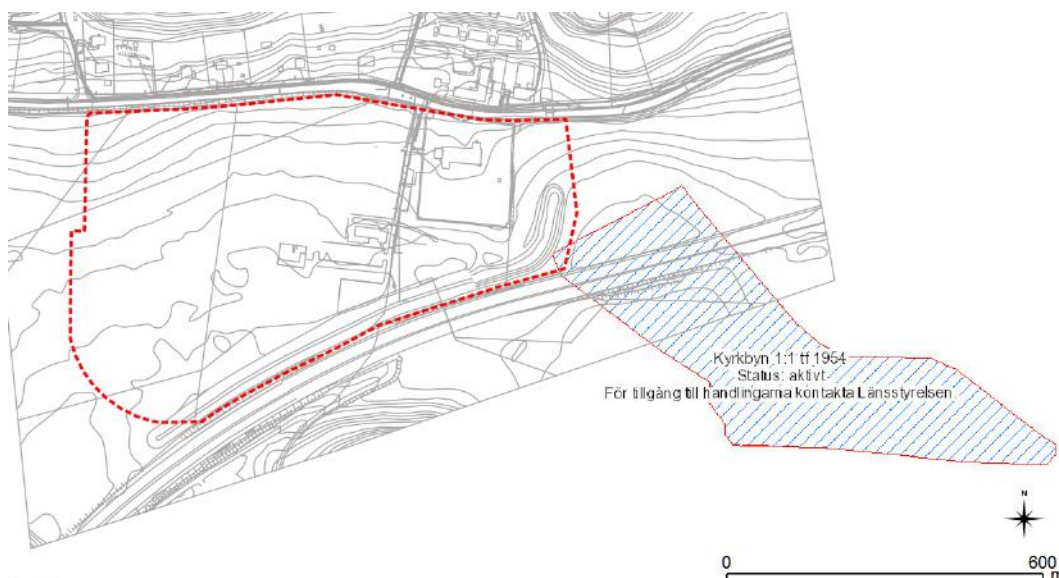 Kyrkbyn 1:1 tf 1954
Status: aktivt
För tillgång till handlingarna kontakta Länsstyrelsen
N
0 600
m